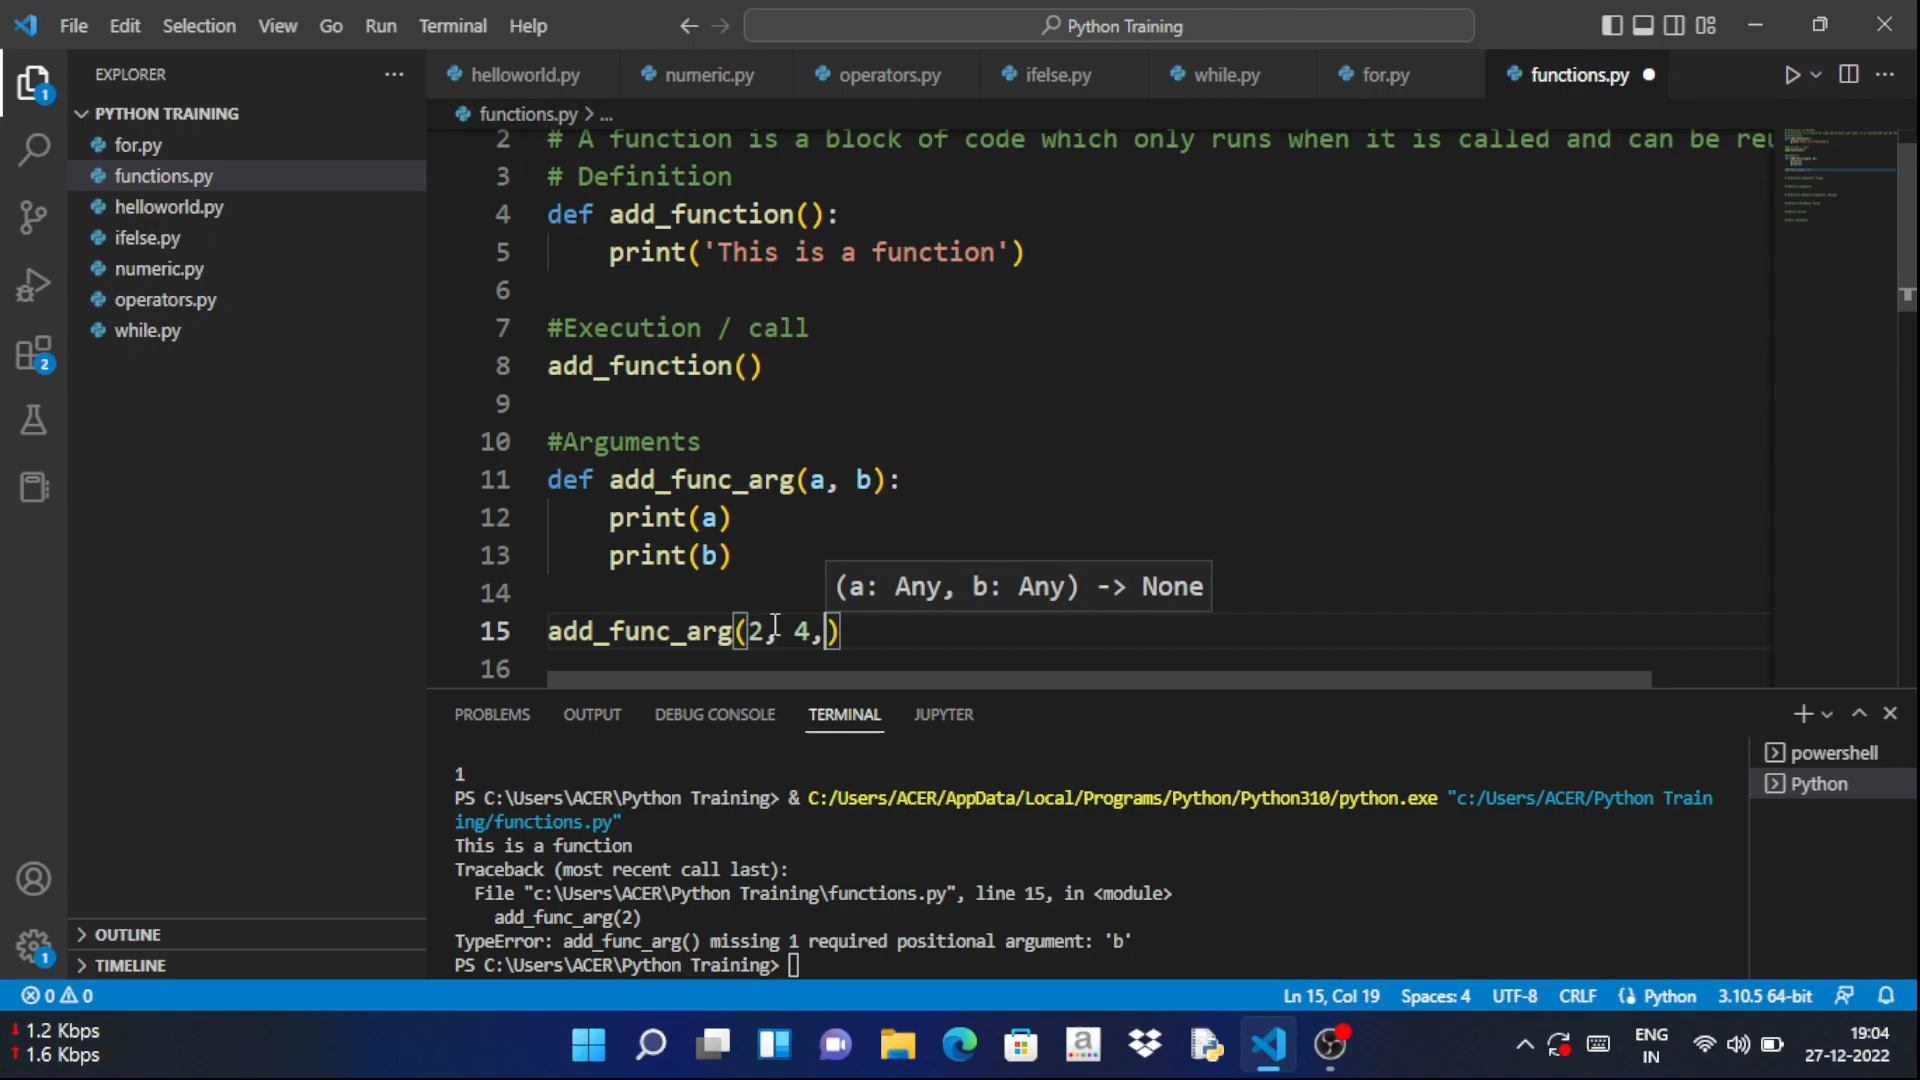 File Edit Selection View Go Run Terminal Help
Python Training
EXPLORER
helloworld.py numeric.py operators.py ifelse.py while.py for.py functions.py
PYTHON TRAINING
for.py
functions.py
helloworld.py
ifelse.py
numeric.py
operators.py
while.py
OUTLINE
TIMELINE
1
2
1
functions.py > ...
2 # A function is a block of code which only runs when it is called and can be reu
3 # Definition
4 def add_function():
5 print('This is a function')
6
7 #Execution / call
8 add_function()
9
10 #Arguments
11 def add_func_arg(a, b):
12 print(a)
13 print(b)
14
(a: Any, b: Any) -> None
15 add_func_arg(2, 4,)
16
PROBLEMS OUTPUT DEBUG CONSOLE TERMINAL JUPYTER
powershell
Python
1
PS C:\Users\ACER\Python Training> & C:/Users/ACER/AppData/Local/Programs/Python/Python310/python.exe "c:/Users/ACER/Python Train
ing/functions.py"
This is a function
Traceback (most recent call last):
File "c:\Users\ACER\Python Training\functions.py", line 15, in <module>
add_func_arg(2)
TypeError: add_func_arg() missing 1 required positional argument: 'b'
PS C:\Users\ACER\Python Training>
0 0 Ln 15, Col 19 Spaces: 4 UTF-8 CRLF Python 3.10.5 64-bit
1.2 Kbps
1.6 Kbps
a
ENG
IN
19:04
27-12-2022